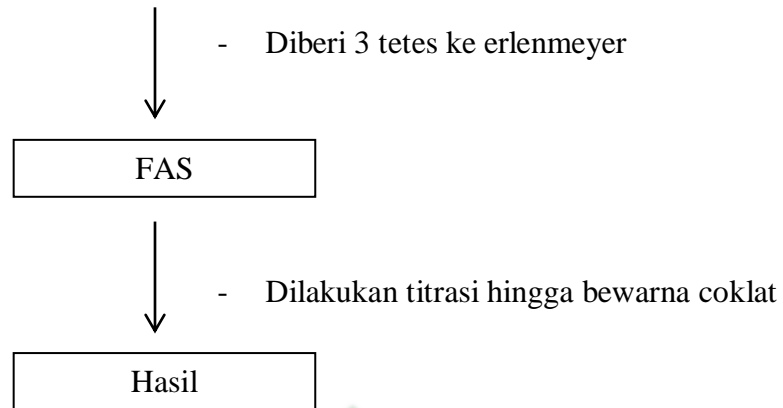 - Diberi 3 tetes ke erlenmeyer
FAS
- Dilakukan titrasi hingga bewarna coklat
Hasil